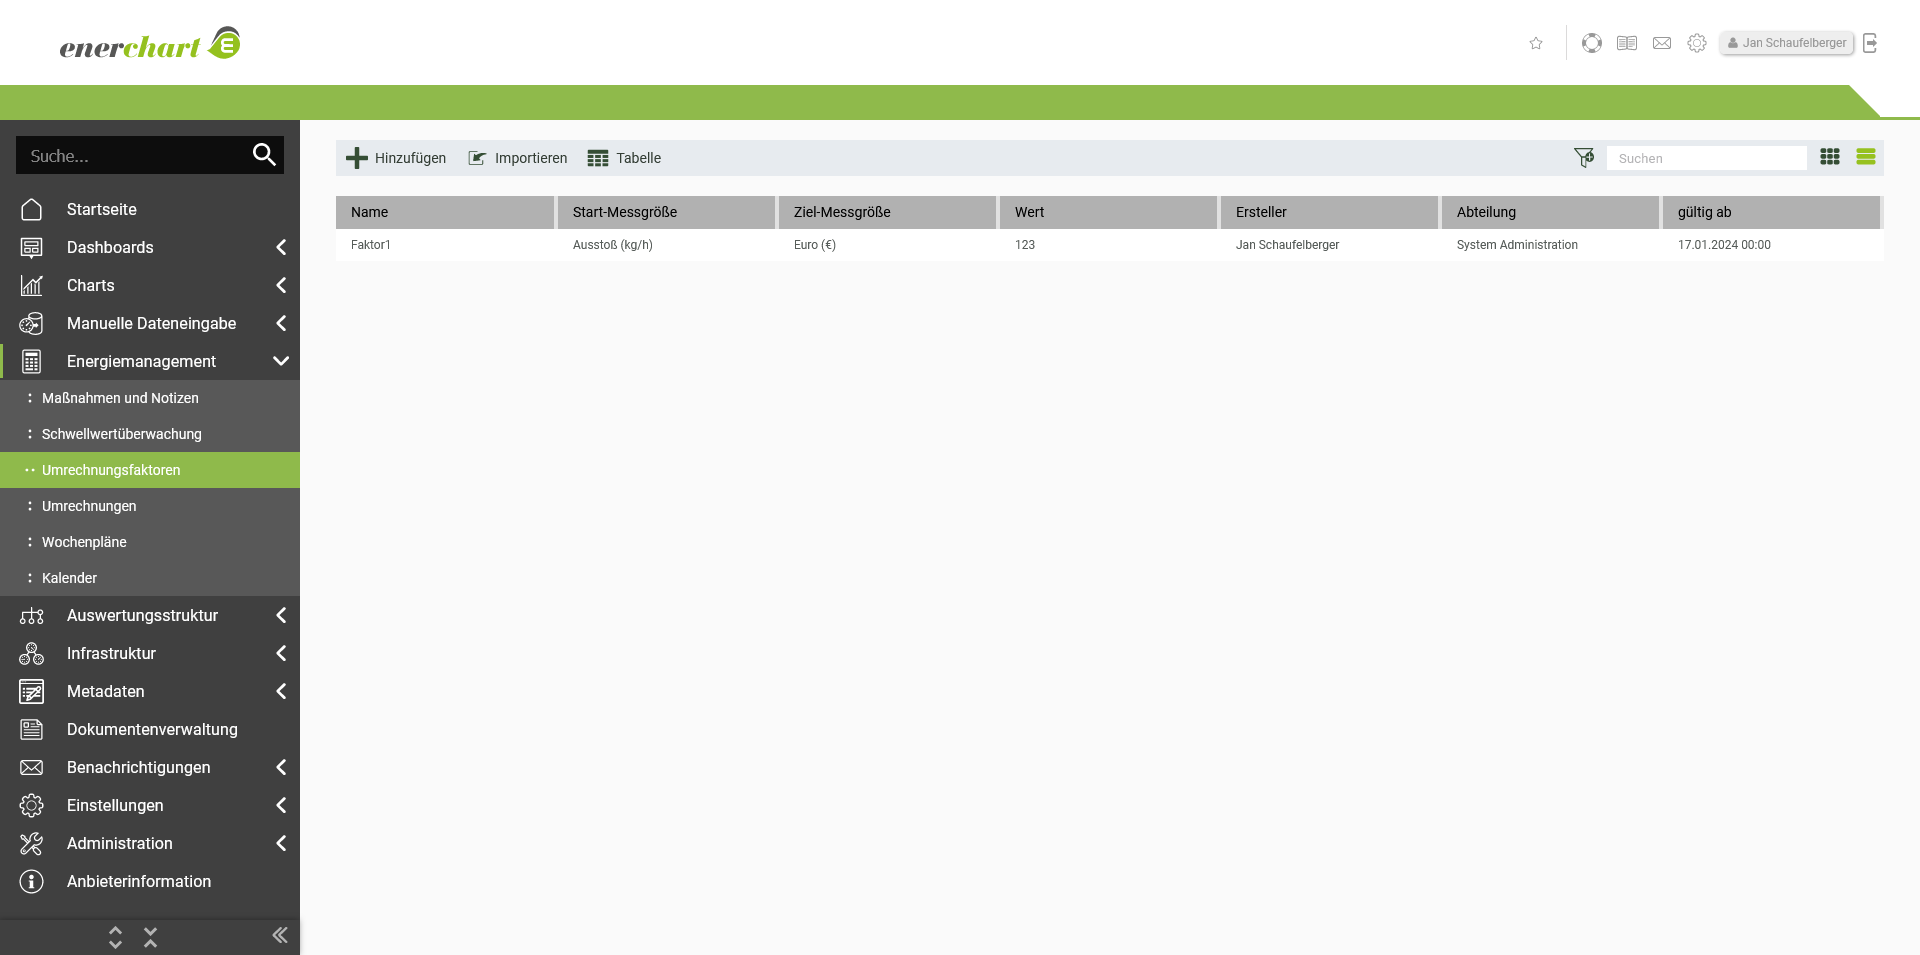 enerchart
Jan Schaufelberger
Suche...
Hinzufügen Importieren Tabelle Suchen
Name Start-Messgröße Ziel-Messgröße Wert Ersteller Abteilung gültig ab
Faktor1 Ausstoß (kg/h) Euro (€) 123 Jan Schaufelberger System Administration 17.01.2024 00:00
Startseite
Dashboards
Charts
Manuelle Dateneingabe
Energiemanagement
Maßnahmen und Notizen
Schwellwertüberwachung
Umrechnungsfaktoren
Umrechnungen
Wochenpläne
Kalender
Auswertungsstruktur
Infrastruktur
Metadaten
Dokumentenverwaltung
Benachrichtigungen
Einstellungen
Administration
Anbieterinformation